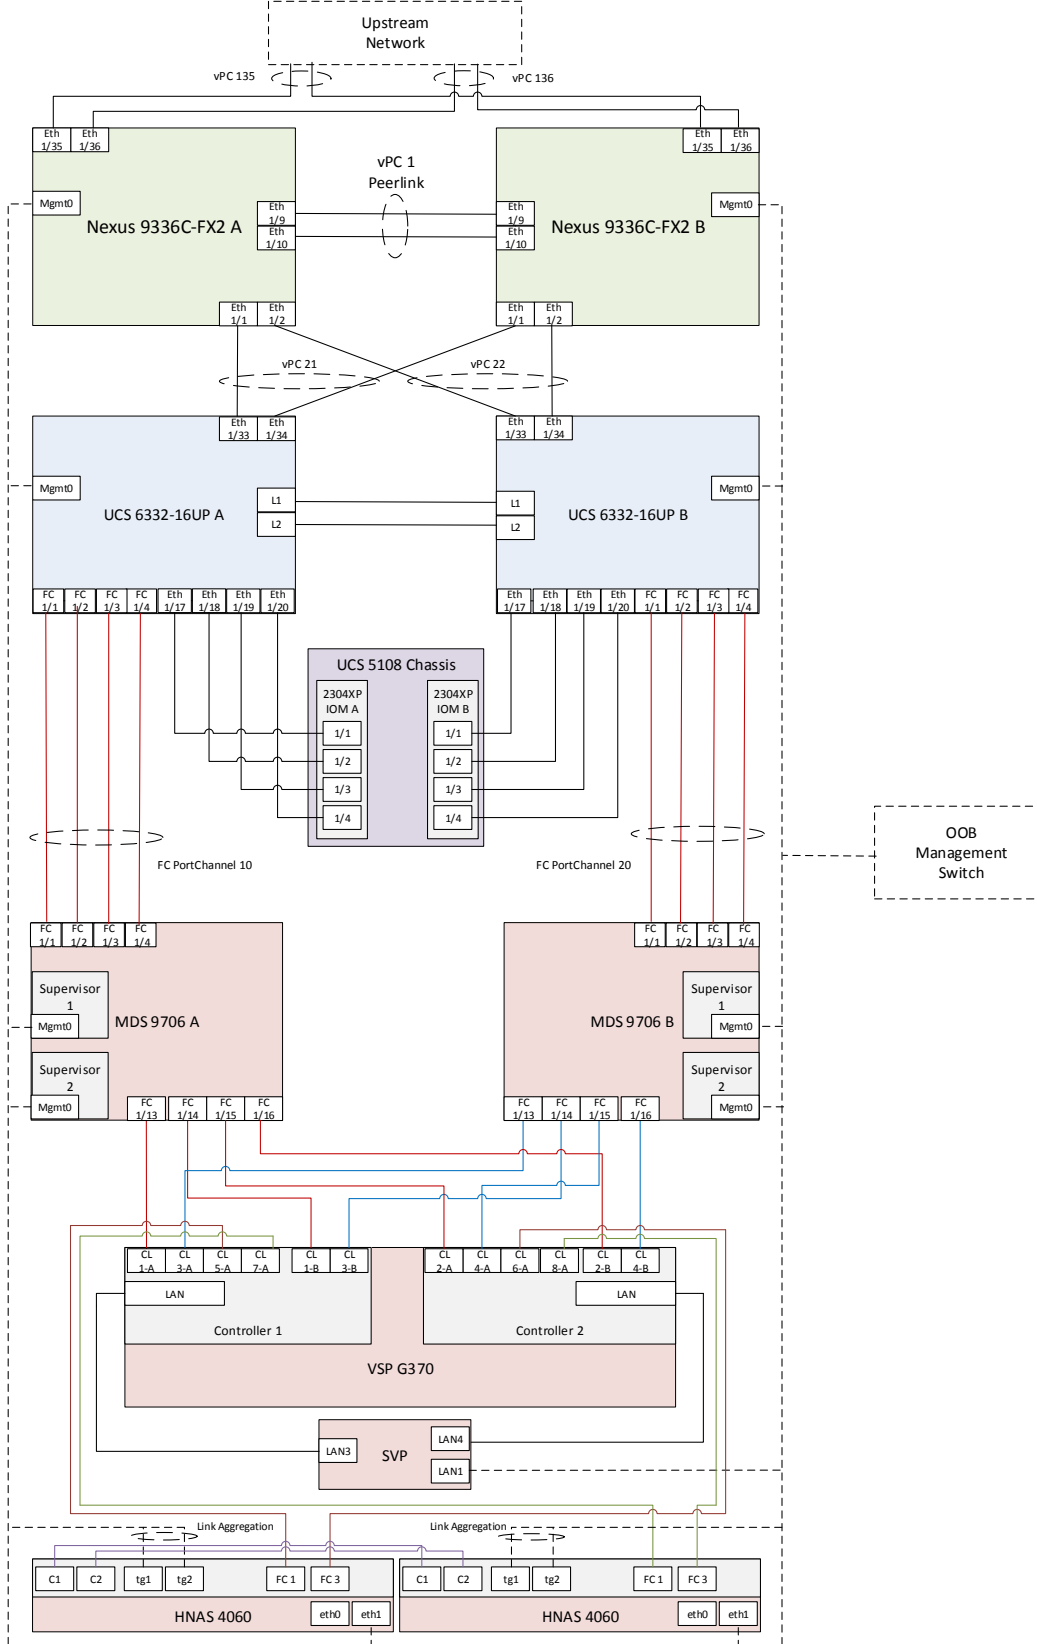 Upstream
Network
vPC 135
vPC 136
Eth
1/35
Eth
1/36
Eth
1/35
Eth
1/36
vPC 1
Peerlink
Mgmt0
Mgmt0
Nexus 9336C-FX2 A
Eth
1/9
Eth
1/10
Eth
1/9
Eth
1/10
Nexus 9336C-FX2 B
Eth
1/1
Eth
1/2
Eth
1/1
Eth
1/2
vPC 21
vPC 22
Eth
1/33
Eth
1/34
Eth
1/33
Eth
1/34
Mgmt0
Mgmt0
UCS 6332-16UP A
L1
L2
L1
L2
UCS 6332-16UP B
FC
1/1
FC
1/2
FC
1/3
FC
1/4
Eth
1/17
Eth
1/18
Eth
1/19
Eth
1/20
Eth
1/17
Eth
1/18
Eth
1/19
Eth
1/20
FC
1/1
FC
1/2
FC
1/3
FC
1/4
UCS 5108 Chassis
2304XP
IOM A
1/1
1/2
1/3
1/4
2304XP
IOM B
1/1
1/2
1/3
1/4
OOB
Management
Switch
FC PortChannel 10
FC PortChannel 20
FC
1/1
FC
1/2
FC
1/3
FC
1/4
FC
1/1
FC
1/2
FC
1/3
FC
1/4
Supervisor
1
Mgmt0
MDS 9706 A
Supervisor
2
Mgmt0
MDS 9706 B
Supervisor
1
Mgmt0
Supervisor
2
Mgmt0
FC
1/13
FC
1/14
FC
1/15
FC
1/16
FC
1/13
FC
1/14
FC
1/15
FC
1/16
CL
1-A
CL
3-A
CL
5-A
CL
7-A
CL
1-B
CL
3-B
CL
2-A
CL
4-A
CL
6-A
CL
8-A
CL
2-B
CL
4-B
LAN
LAN
Controller 1
Controller 2
VSP G370
LAN3
SVP
LAN4
LAN1
Link Aggregation
Link Aggregation
C1
C2
tg1
tg2
FC 1
FC 3
C1
C2
tg1
tg2
FC 1
FC 3
HNAS 4060
eth0
eth1
HNAS 4060
eth0
eth1